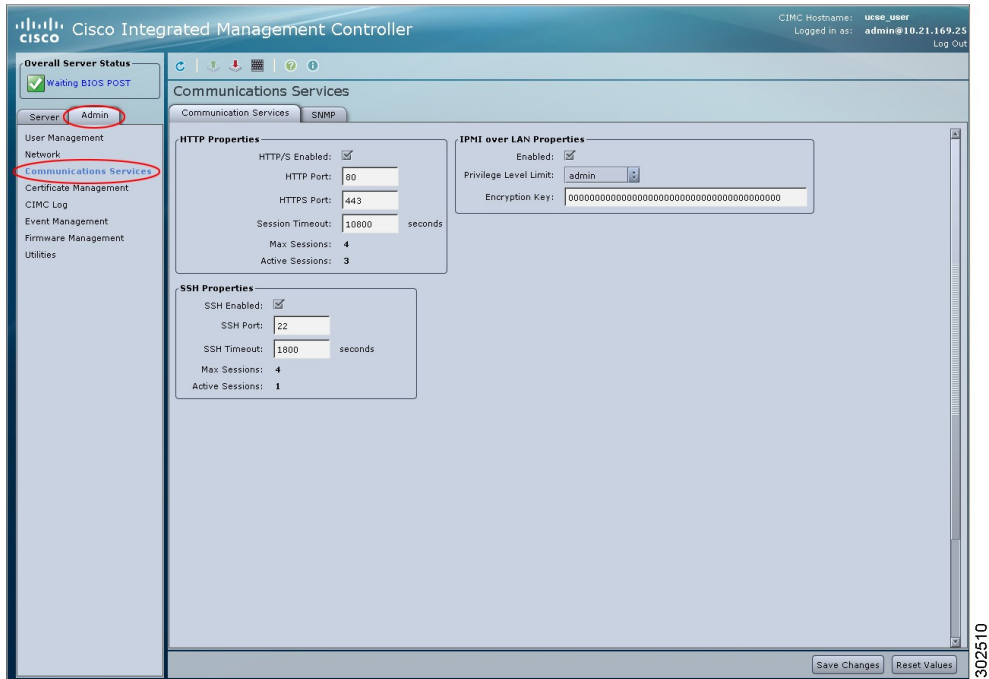 CISCO
Cisco Integrated Management Controller
CIMC Hostname: ucse_user
Logged in as: admin@10.21.169.25
Log Out
Overall Server Status
Waiting BIOS POST
Server
Admin
User Management
Network
Communications Services
Certificate Management
CIMC Log
Event Management
Firmware Management
Utilities
Communications Services
Communication Services
SNMP
HTTP Properties
HTTP/S Enabled:
HTTP Port: 80
HTTPS Port: 443
Session Timeout: 10800 seconds
Max Sessions: 4
Active Sessions: 3
IPMI over LAN Properties
Enabled:
Privilege Level Limit: admin
Encryption Key: 0000000000000000000000000000000000000000
SSH Properties
SSH Enabled:
SSH Port: 22
SSH Timeout: 1800 seconds
Max Sessions: 4
Active Sessions: 1
Save Changes
Reset Values
302510